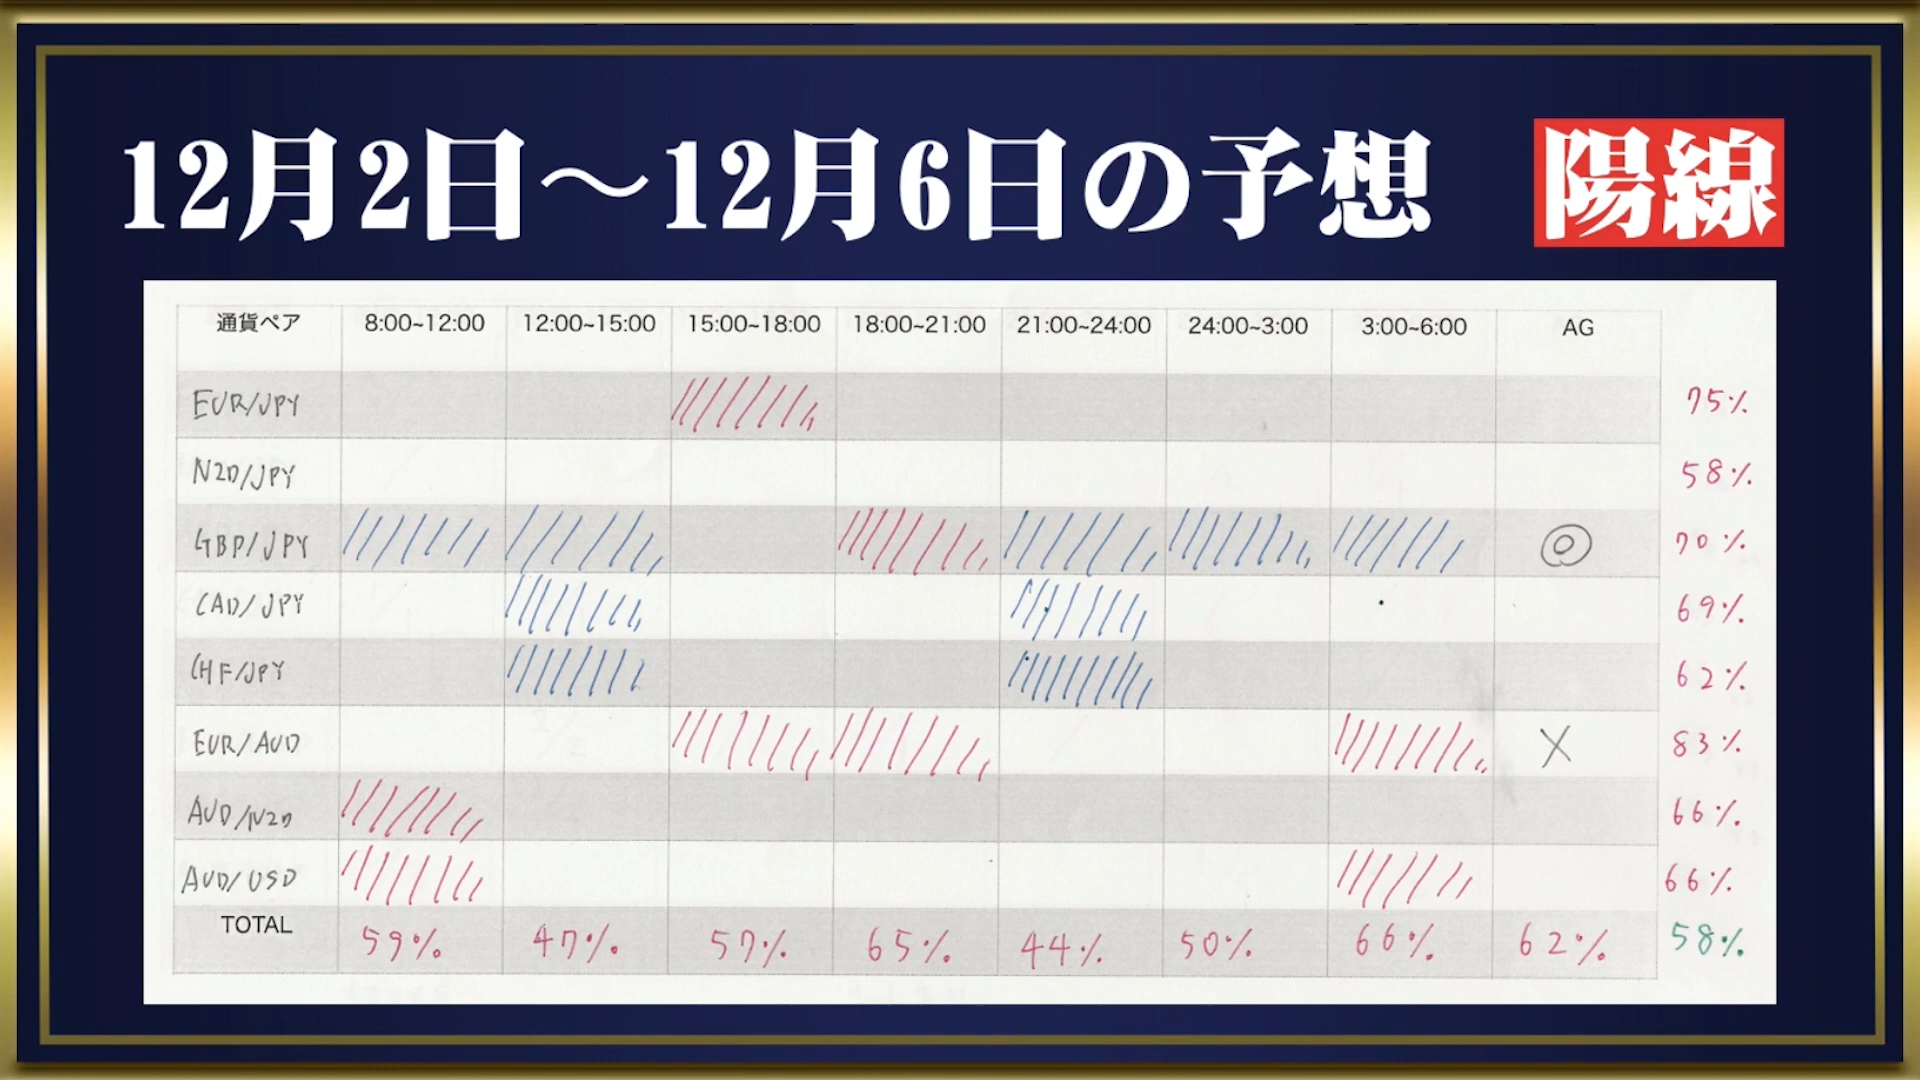 12月2日～12月6日の予想 陽線
通貨ペア 8:00~12:00 12:00~15:00 15:00~18:00 18:00~21:00 21:00~24:00 24:00~3:00 3:00~6:00 AG
EUR/JPY 75%
NZD/JPY 58%
GBP/JPY ◎ 70%
CAD/JPY 69%
CHF/JPY 62%
EUR/AUD X 83%
AUD/NZD 66%
AUD/USD 66%
TOTAL 59% 47% 57% 65% 44% 50% 66% 62% 58%